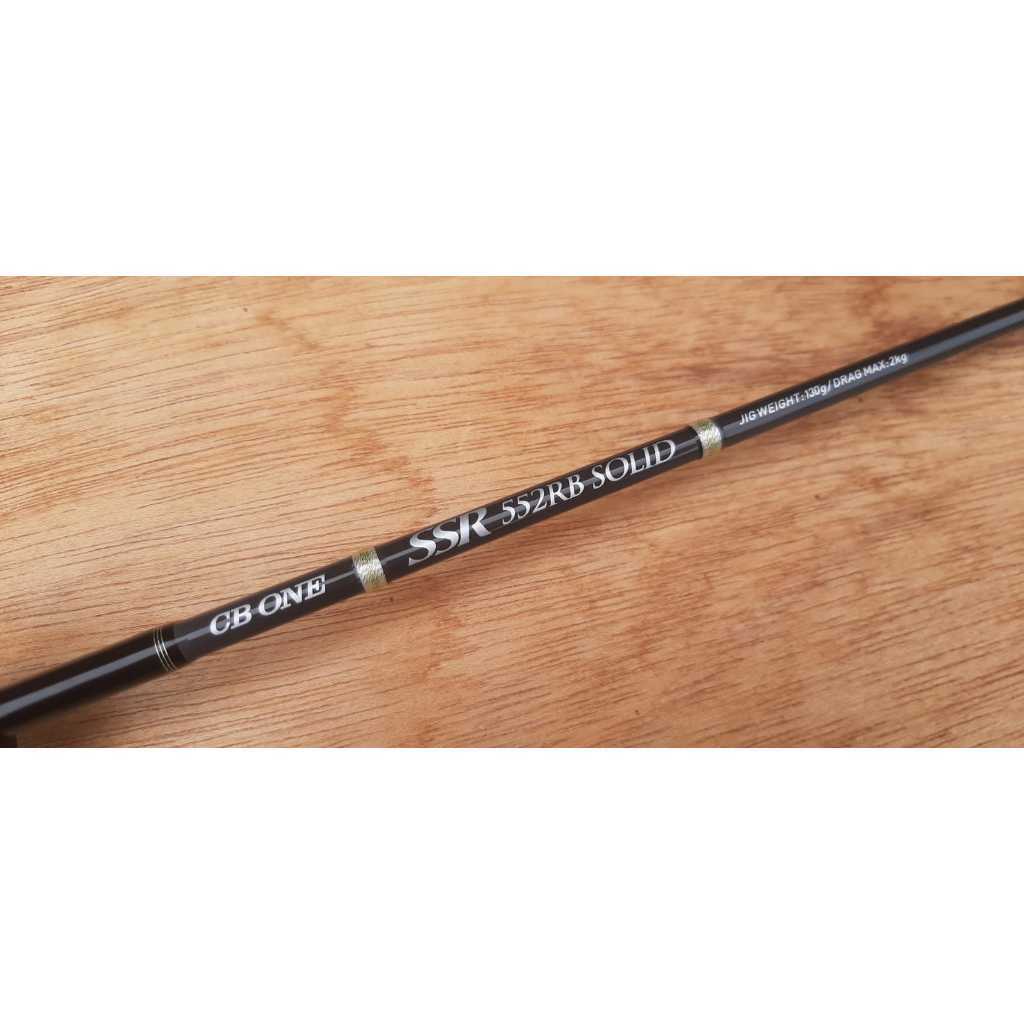 CB ONE
SSR 552RB SOLID
JIG WEIGHT:130g/DRAG MAX:2kg